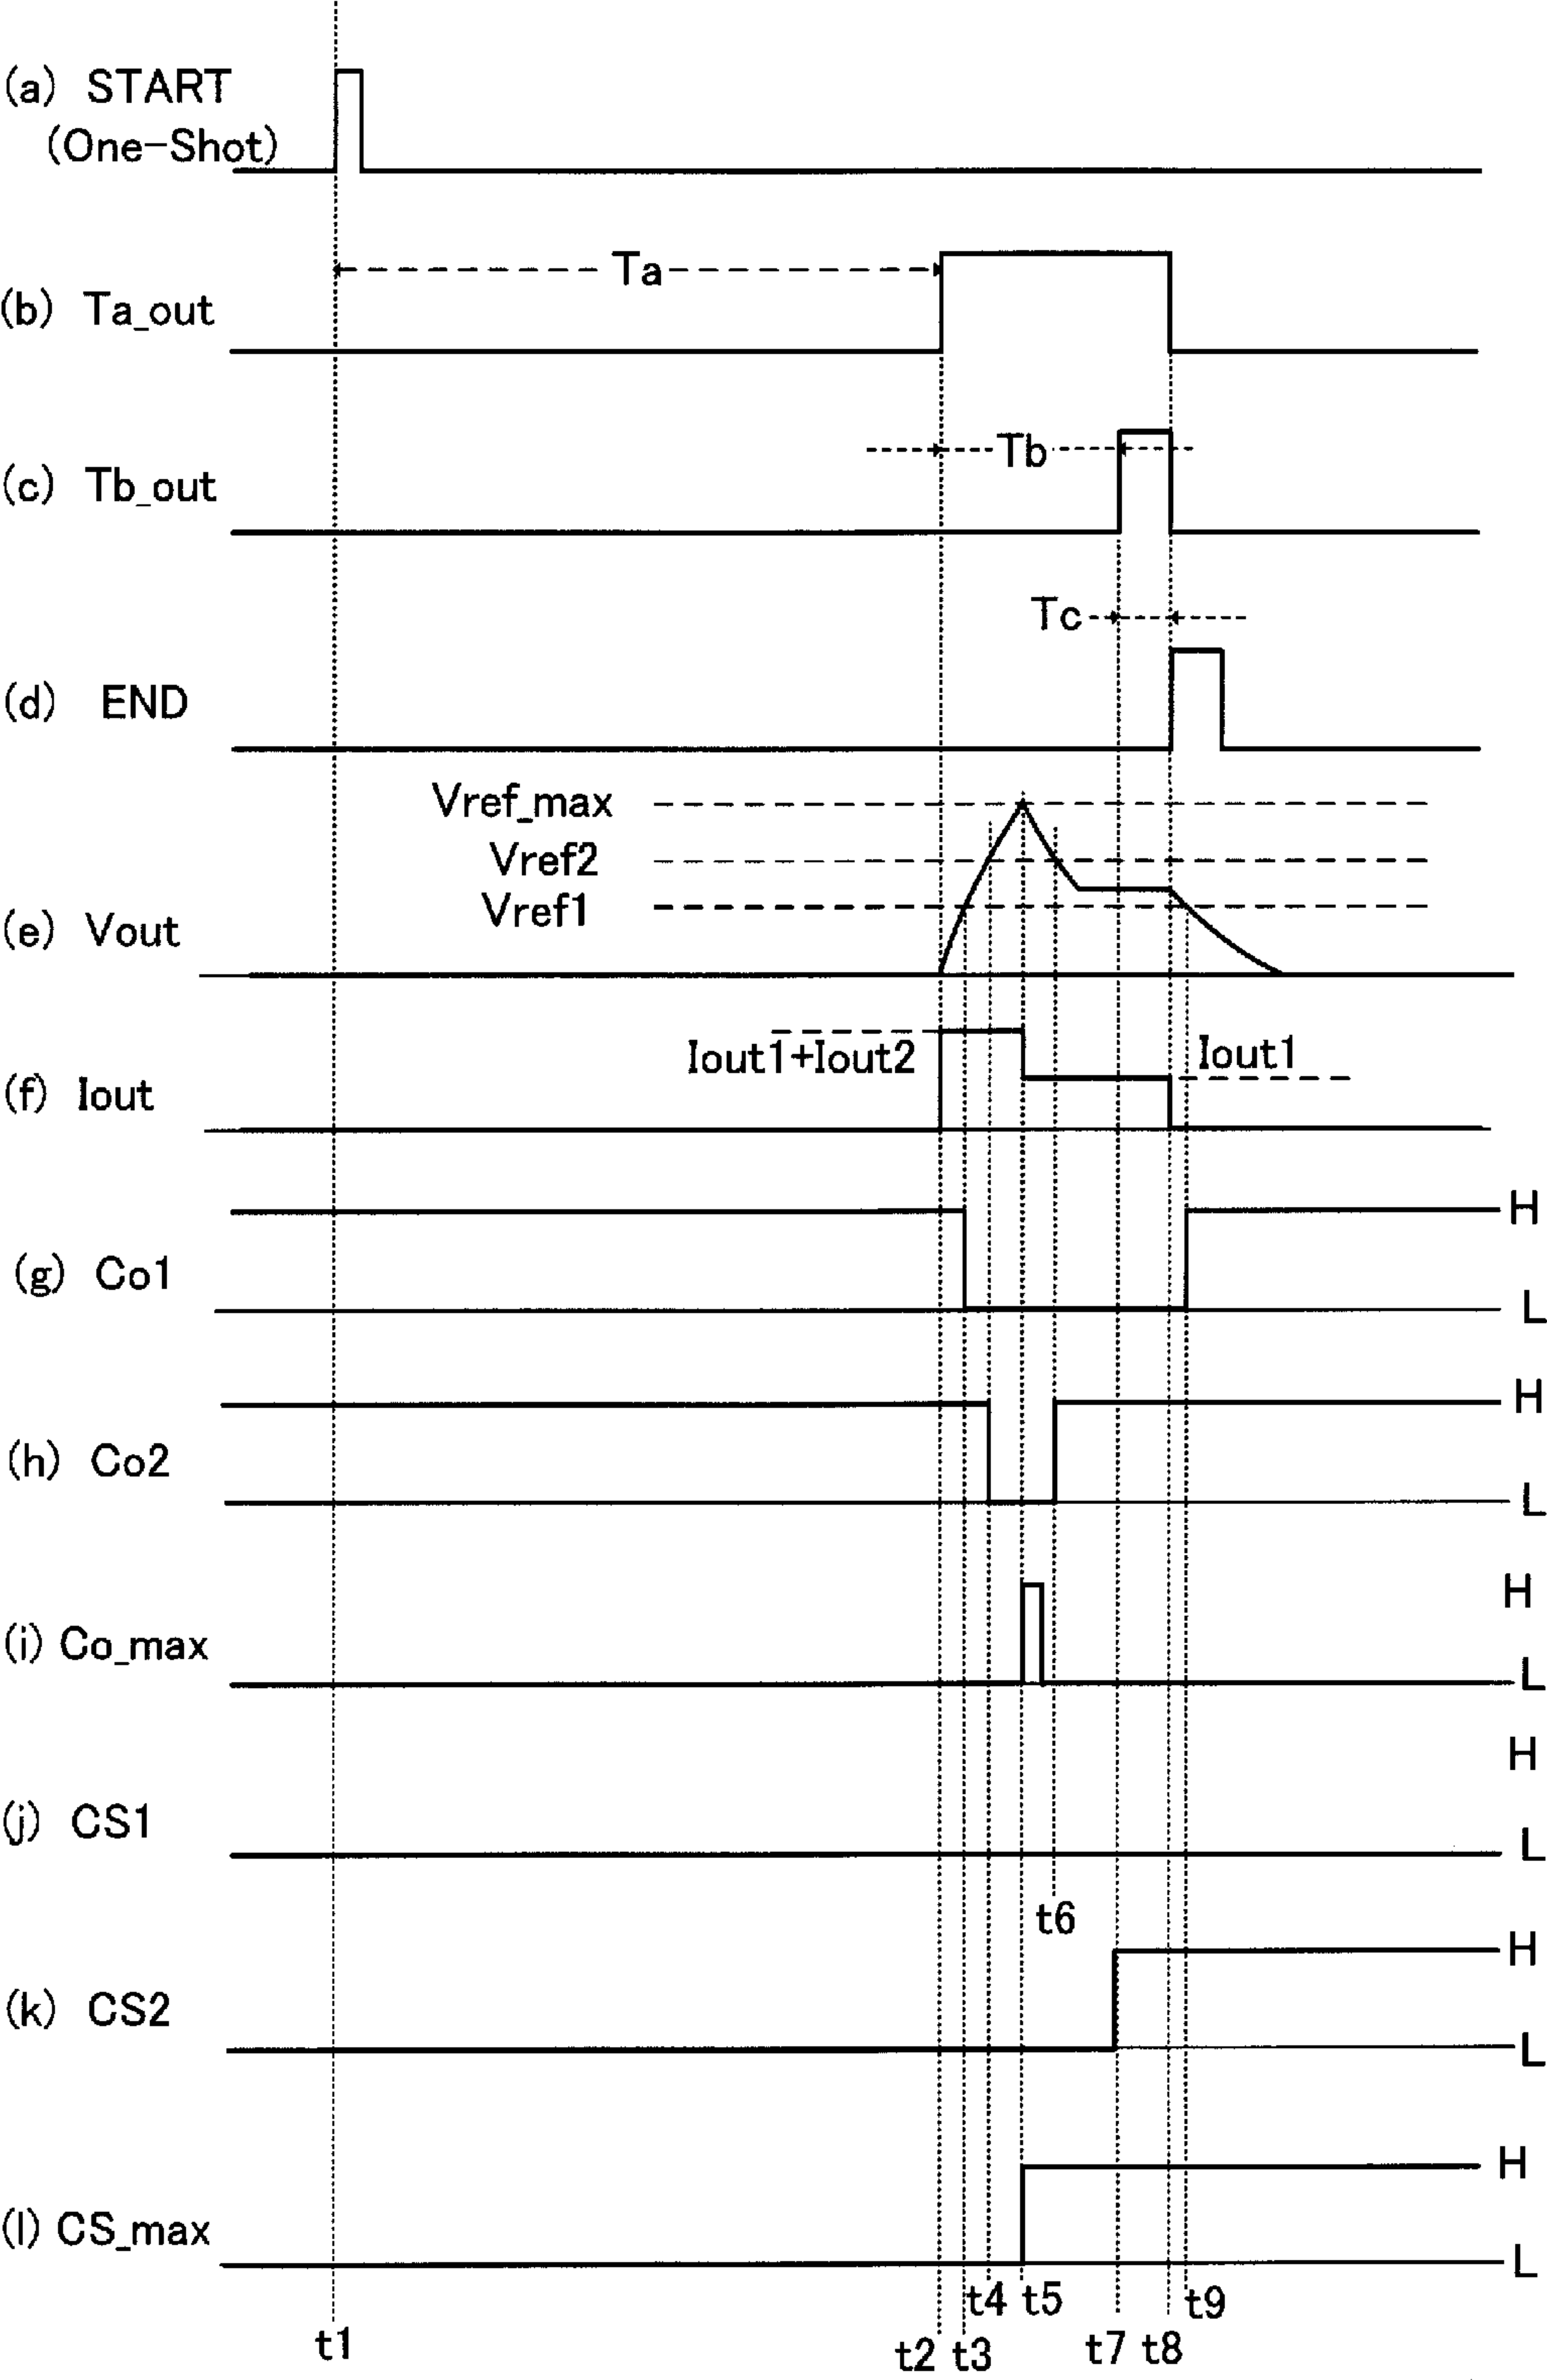 (a) START
(One-Shot)
Ta
(b) Ta_out
Tb
(c) Tb_out
Tc
(d) END
Vref_max
Vref2
Vref1
(e) Vout
Iout1+Iout2
Iout1
(f) Iout
H
(g) Co1
L
H
(h) Co2
L
H
(i) Co_max
L
H
(j) CS1
L
t6
H
(k) CS2
L
H
(l) CS_max
L
t4 t5 t9
t1 t2 t3 t7 t8